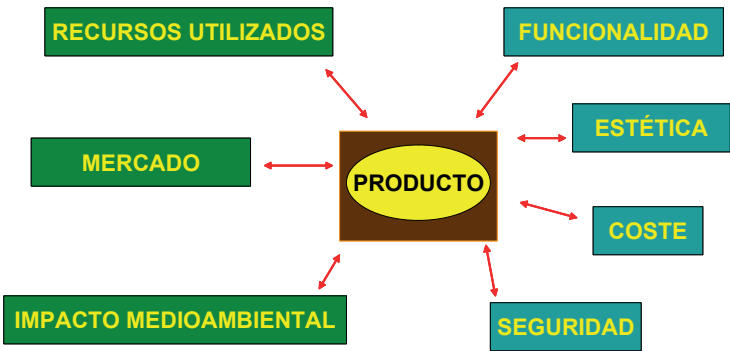 RECURSOS UTILIZADOS
FUNCIONALIDAD
ESTÉTICA
MERCADO
PRODUCTO
COSTE
IMPACTO MEDIOAMBIENTAL
SEGURIDAD